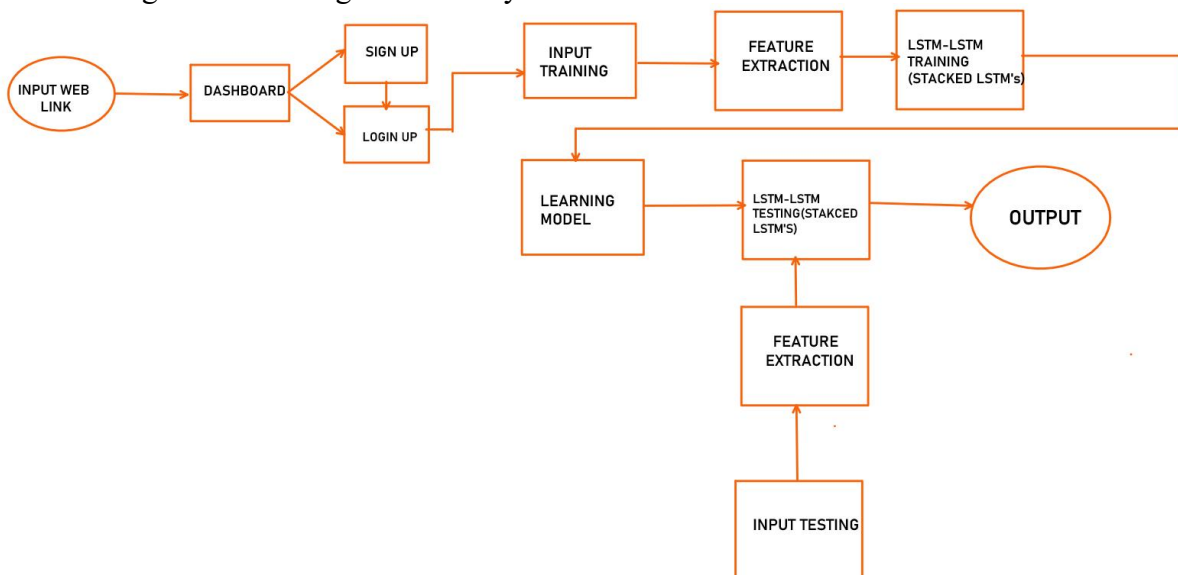 SIGN UP
INPUT WEB
LINK
DASHBOARD
LOGIN UP
INPUT
TRAINING
FEATURE
EXTRACTION
LSTM-LSTM
TRAINING
(STACKED LSTM's)
LEARNING
MODEL
LSTM-LSTM
TESTING(STAKCED
LSTM'S)
OUTPUT
FEATURE
EXTRACTION
INPUT TESTING